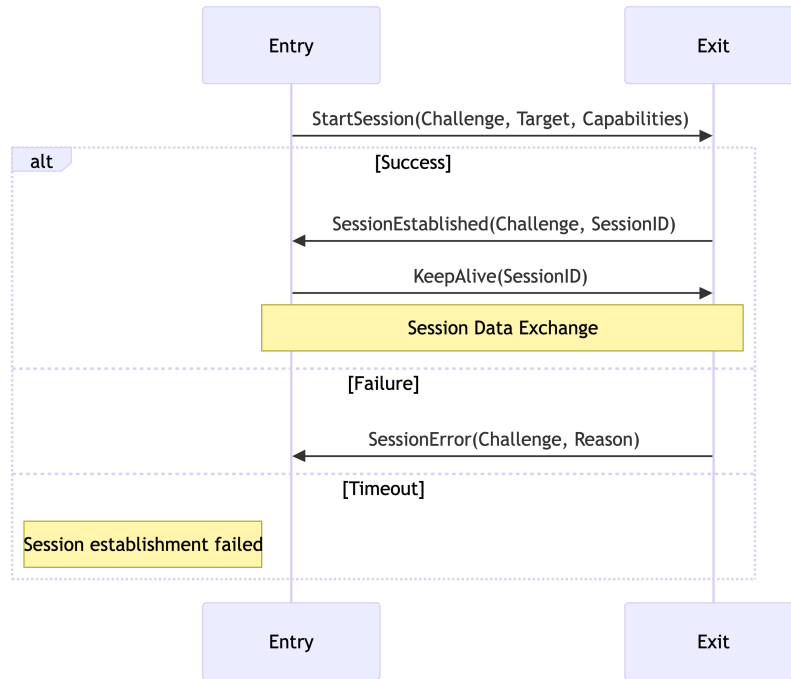 Entry Exit
StartSession(Challenge, Target, Capabilities)
alt [Success]
SessionEstablished(Challenge, SessionID)
KeepAlive(SessionID)
Session Data Exchange
[Failure]
SessionError(Challenge, Reason)
[Timeout]
Session establishment failed
Entry Exit